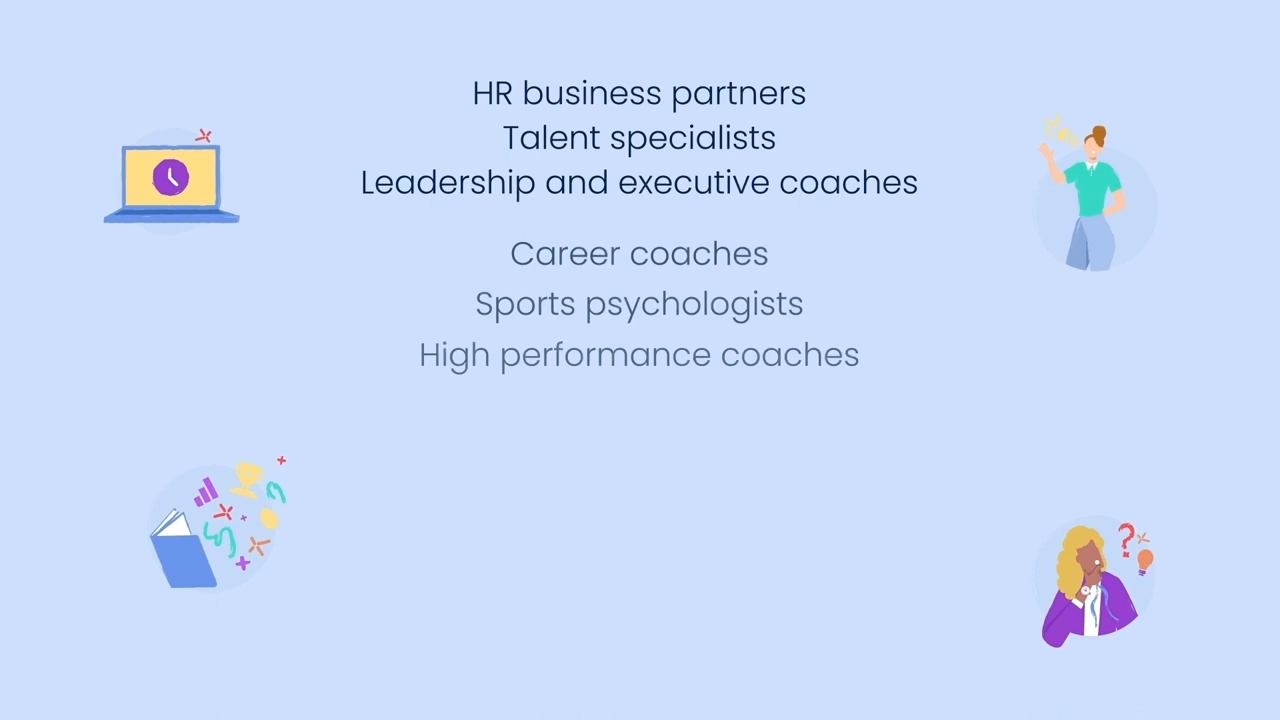 HR business partners
Talent specialists
Leadership and executive coaches
Career coaches
Sports psychologists
High performance coaches